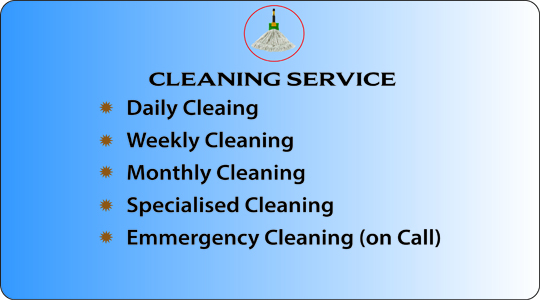 CLEANING SERVICE
Daily Cleaing
Weekly Cleaning
Monthly Cleaning
Specialised Cleaning
Emmergency Cleaning (on Call)